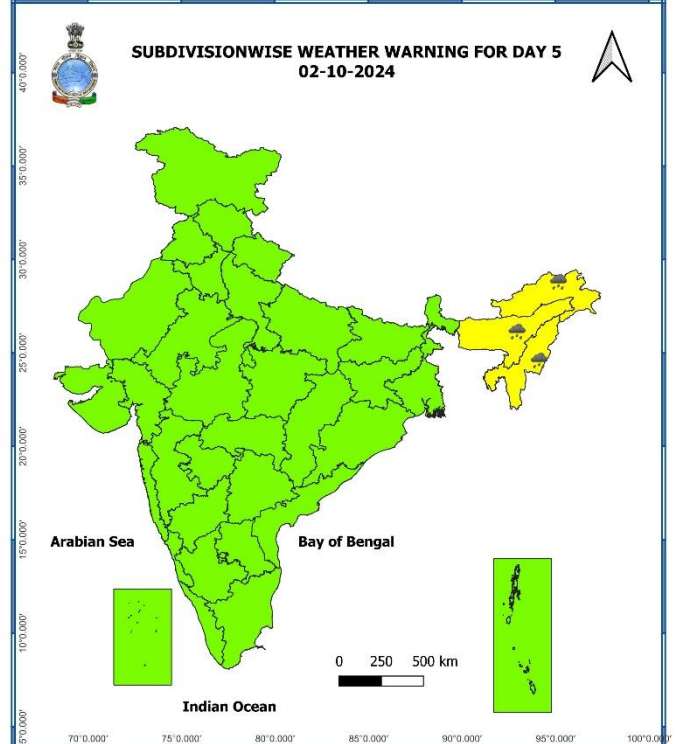 SUBDIVISIONWISE WEATHER WARNING FOR DAY 5
02-10-2024
40°0.000'
35°0.000'
30°0.000'
25°0.000'
20°0.000'
15°0.000'
10°0.000'
5°0.000'
Arabian Sea
Bay of Bengal
0 250 500 km
Indian Ocean
70°0.000' 75°0.000' 80°0.000' 85°0.000' 90°0.000' 95°0.000' 100°0.000'